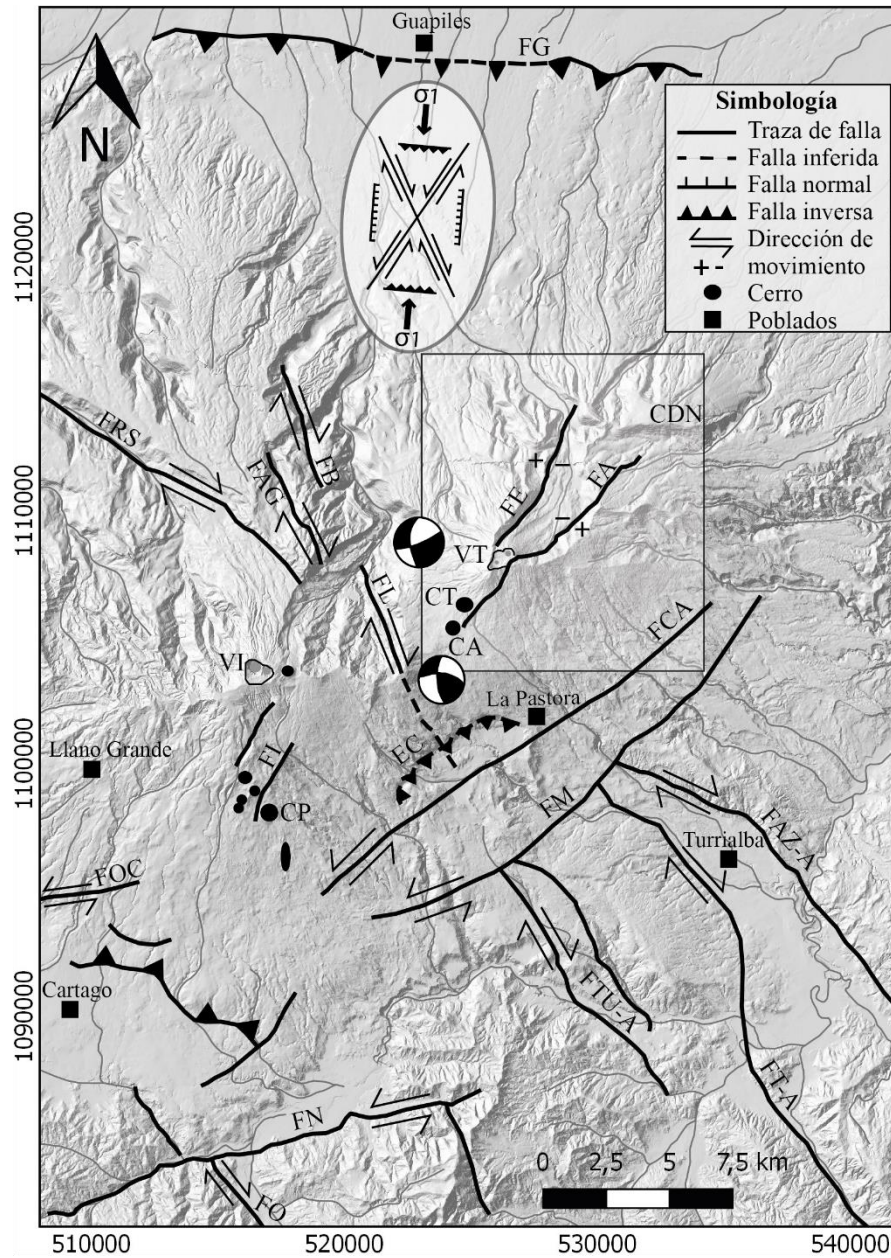 Guapiles
FG
N
σ1
σ1
Simbología
Traza de falla
Falla inferida
Falla normal
Falla inversa
Dirección de
movimiento
+ -
Cerro
Poblados
1120000
CDN
FRS
FAG
FB
FE
+ -
FA
- +
1110000
VT
FL
CT
CA
FCA
VI
La Pastora
Llano Grande
EC
1100000
FI
FM
CP
FAZ-A
Turrialba
FOC
Cartago
1090000
FTU-A
FT-A
FN
FO
0 2,5 5 7,5 km
510000 520000 530000 540000